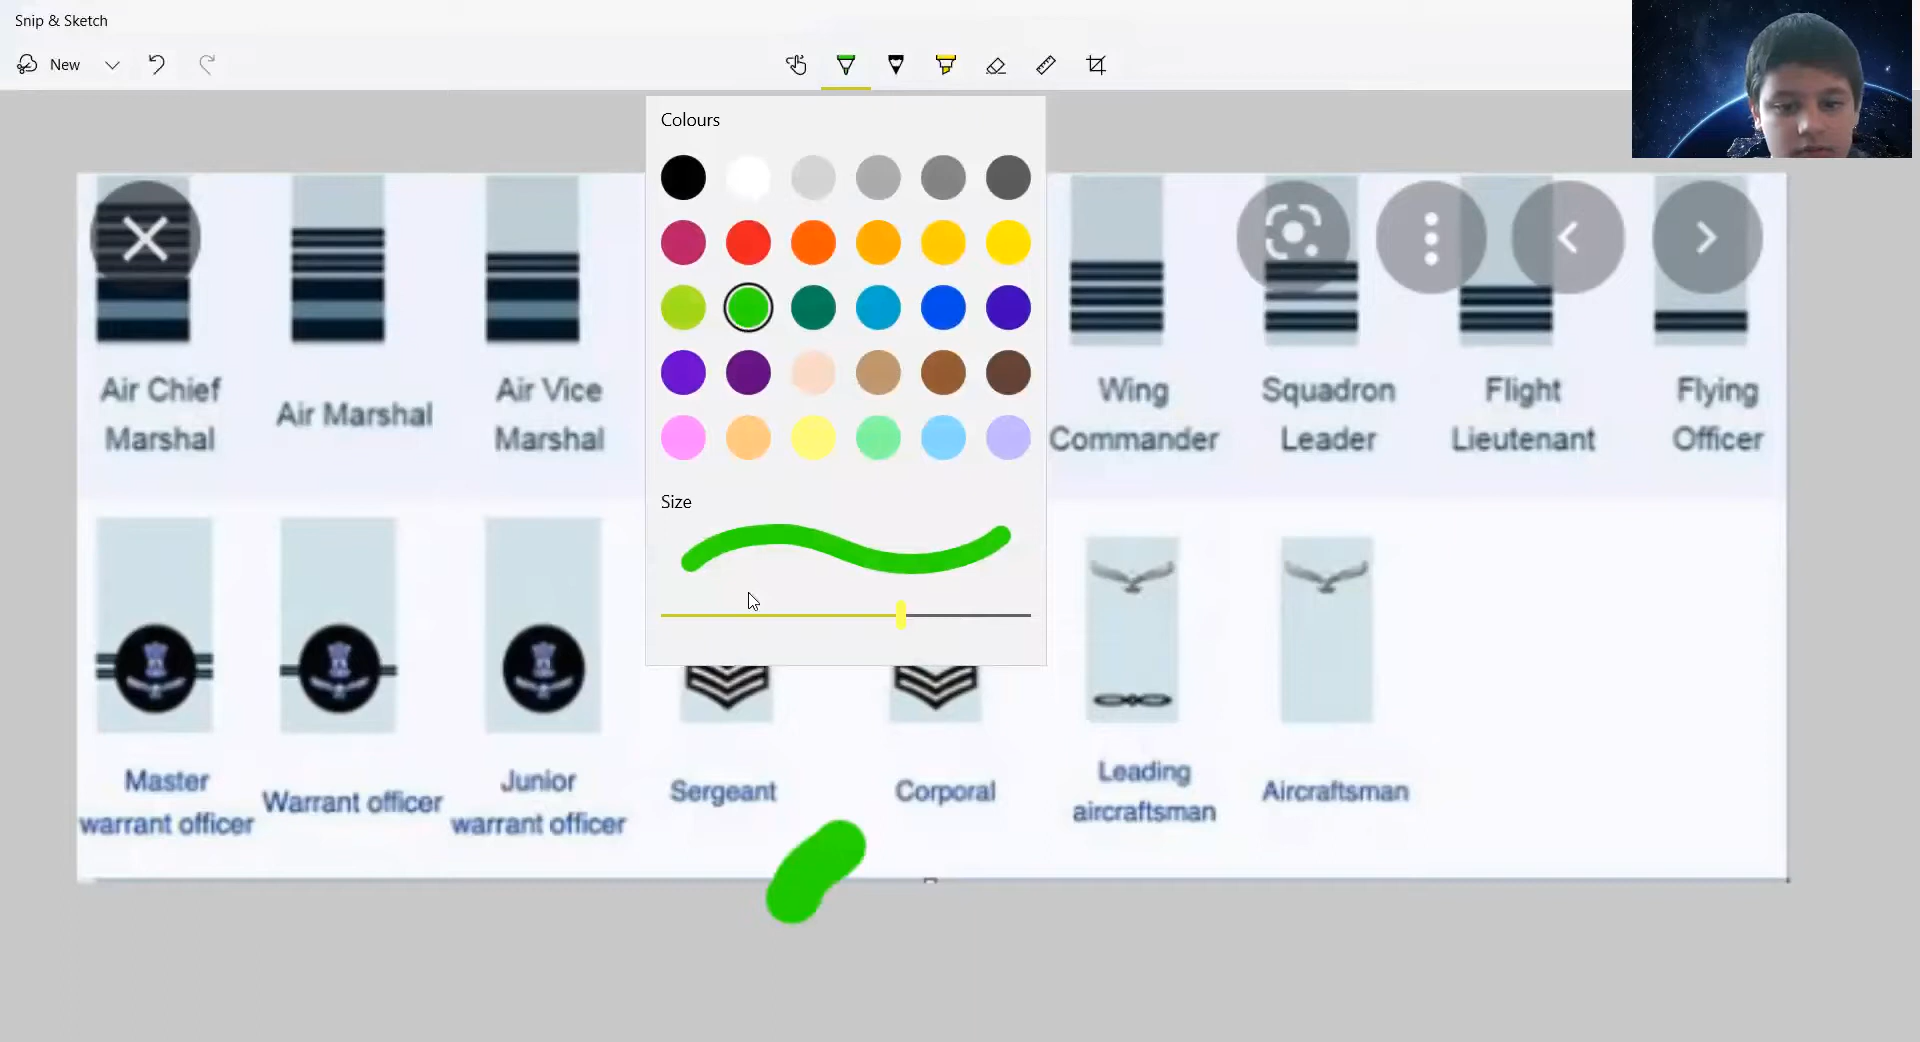 Snip & Sketch
New
Colours
Size
Air Chief
Marshal
Air Marshal
Air Vice
Marshal
Wing
Commander
Squadron
Leader
Flight
Lieutenant
Flying
Officer
Master
warrant officer
Warrant officer
Junior
warrant officer
Sergeant
Corporal
Leading
aircraftsman
Aircraftsman